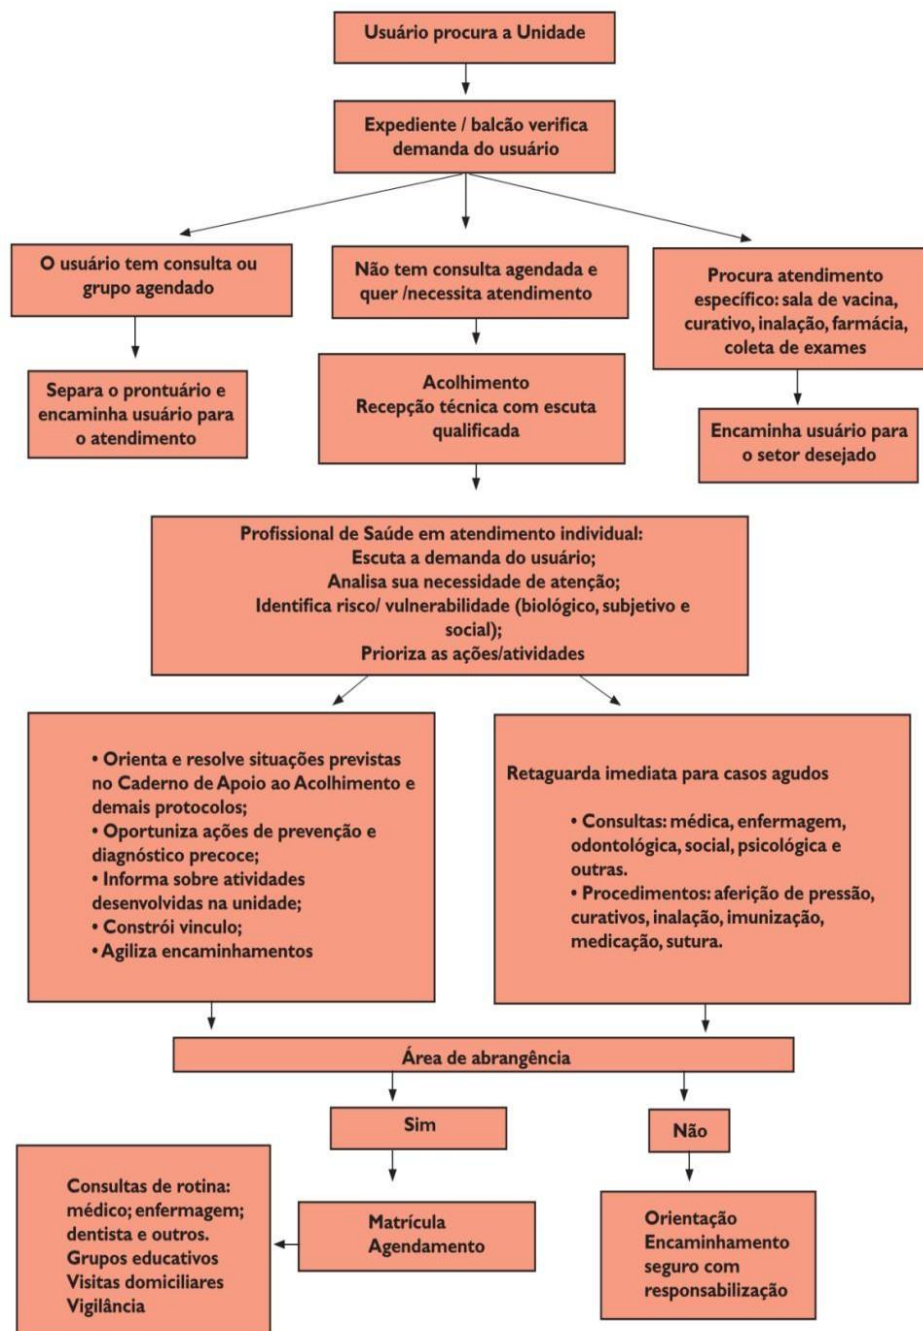 Usuário procura a Unidade
Expediente / balcão verifica
demanda do usuário
O usuário tem consulta ou
grupo agendado
Não tem consulta agendada e
quer /necessita atendimento
Procura atendimento
específico: sala de vacina,
curativo, inalação, farmácia,
coleta de exames
Separa o prontuário e
encaminha usuário para
o atendimento
Acolhimento
Recepção técnica com escuta
qualificada
Encaminha usuário para
o setor desejado
Profissional de Saúde em atendimento individual:
Escuta a demanda do usuário;
Analisa sua necessidade de atenção;
Identifica risco/ vulnerabilidade (biológico, subjetivo e
social);
Prioriza as ações/atividades
• Orienta e resolve situações previstas
no Caderno de Apoio ao Acolhimento e
demais protocolos;
• Oportuniza ações de prevenção e
diagnóstico precoce;
• Informa sobre atividades
desenvolvidas na unidade;
• Constrói vinculo;
• Agiliza encaminhamentos
Retaguarda imediata para casos agudos
• Consultas: médica, enfermagem,
odontológica, social, psicológica e
outras.
• Procedimentos: aferição de pressão,
curativos, inalação, imunização,
medicação, sutura.
Área de abrangência
Sim
Não
Consultas de rotina:
médico; enfermagem;
dentista e outros.
Grupos educativos
Visitas domiciliares
Vigilância
Matrícula
Agendamento
Orientação
Encaminhamento
seguro com
responsabilização